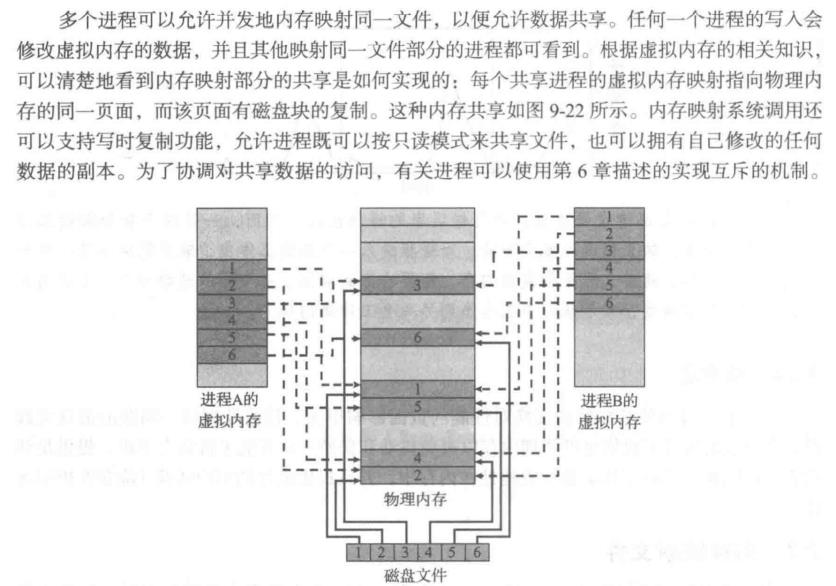 多个进程可以允许并发地内存映射同一文件，以便允许数据共享。任何一个进程的写入会
修改虚拟内存的数据，并且其他映射同一文件部分的进程都可看到。根据虚拟内存的相关知识，
可以清楚地看到内存映射部分的共享是如何实现的：每个共享进程的虚拟内存映射指向物理内
存的同一页面，而该页面有磁盘块的复制。这种内存共享如图 9-22 所示。内存映射系统调用还
可以支持写时复制功能，允许进程既可以按只读模式来共享文件，也可以拥有自己修改的任何
数据的副本。为了协调对共享数据的访问，有关进程可以使用第 6 章描述的实现互斥的机制。
1
2
3
4
5
6
进程A的
虚拟内存
3
6
1
5
4
2
物理内存
1
2
3
4
5
6
进程B的
虚拟内存
1 2 3 4 5 6
磁盘文件